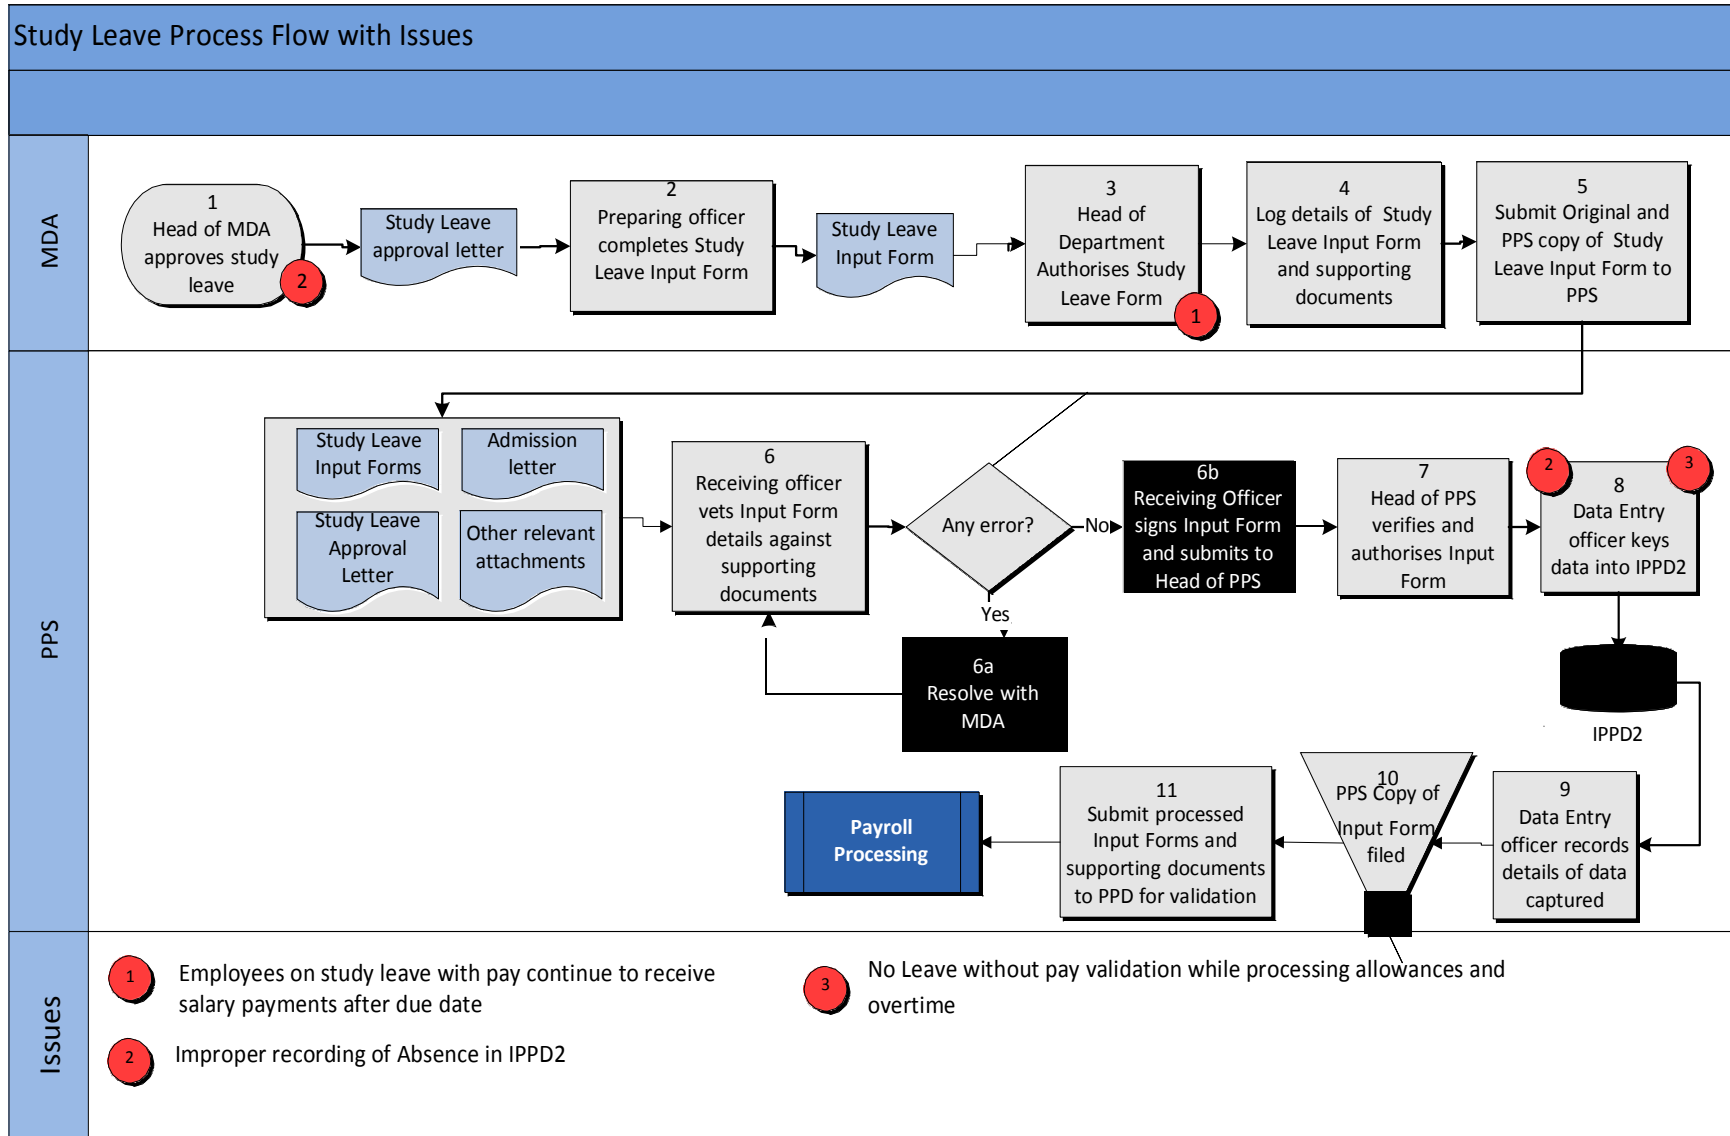 Study Leave Process Flow with Issues
MDA
1
Head of MDA
approves study
leave
2
Study Leave
approval letter
2
Preparing officer
completes Study
Leave Input Form
Study Leave
Input Form
3
Head of
Department
Authorises Study
Leave Form
1
4
Log details of Study
Leave Input Form
and supporting
documents
5
Submit Original and
PPS copy of Study
Leave Input Form to
PPS
PPS
Study Leave
Input Forms
Admission
letter
Study Leave
Approval
Letter
Other relevant
attachments
6
Receiving officer
vets Input Form
details against
supporting
documents
Any error?
No
Yes
6a
Resolve with
MDA
6b
Receiving Officer
signs Input Form
and submits to
Head of PPS
7
Head of PPS
verifies and
authorises Input
Form
2
3
8
Data Entry
officer keys
data into IPPD2
IPPD2
9
Data Entry
officer records
details of data
captured
10
PPS Copy of
Input Form
filed
11
Submit processed
Input Forms and
supporting documents
to PPD for validation
Payroll
Processing
Issues
1
Employees on study leave with pay continue to receive
salary payments after due date
2
Improper recording of Absence in IPPD2
3
No Leave without pay validation while processing allowances and
overtime